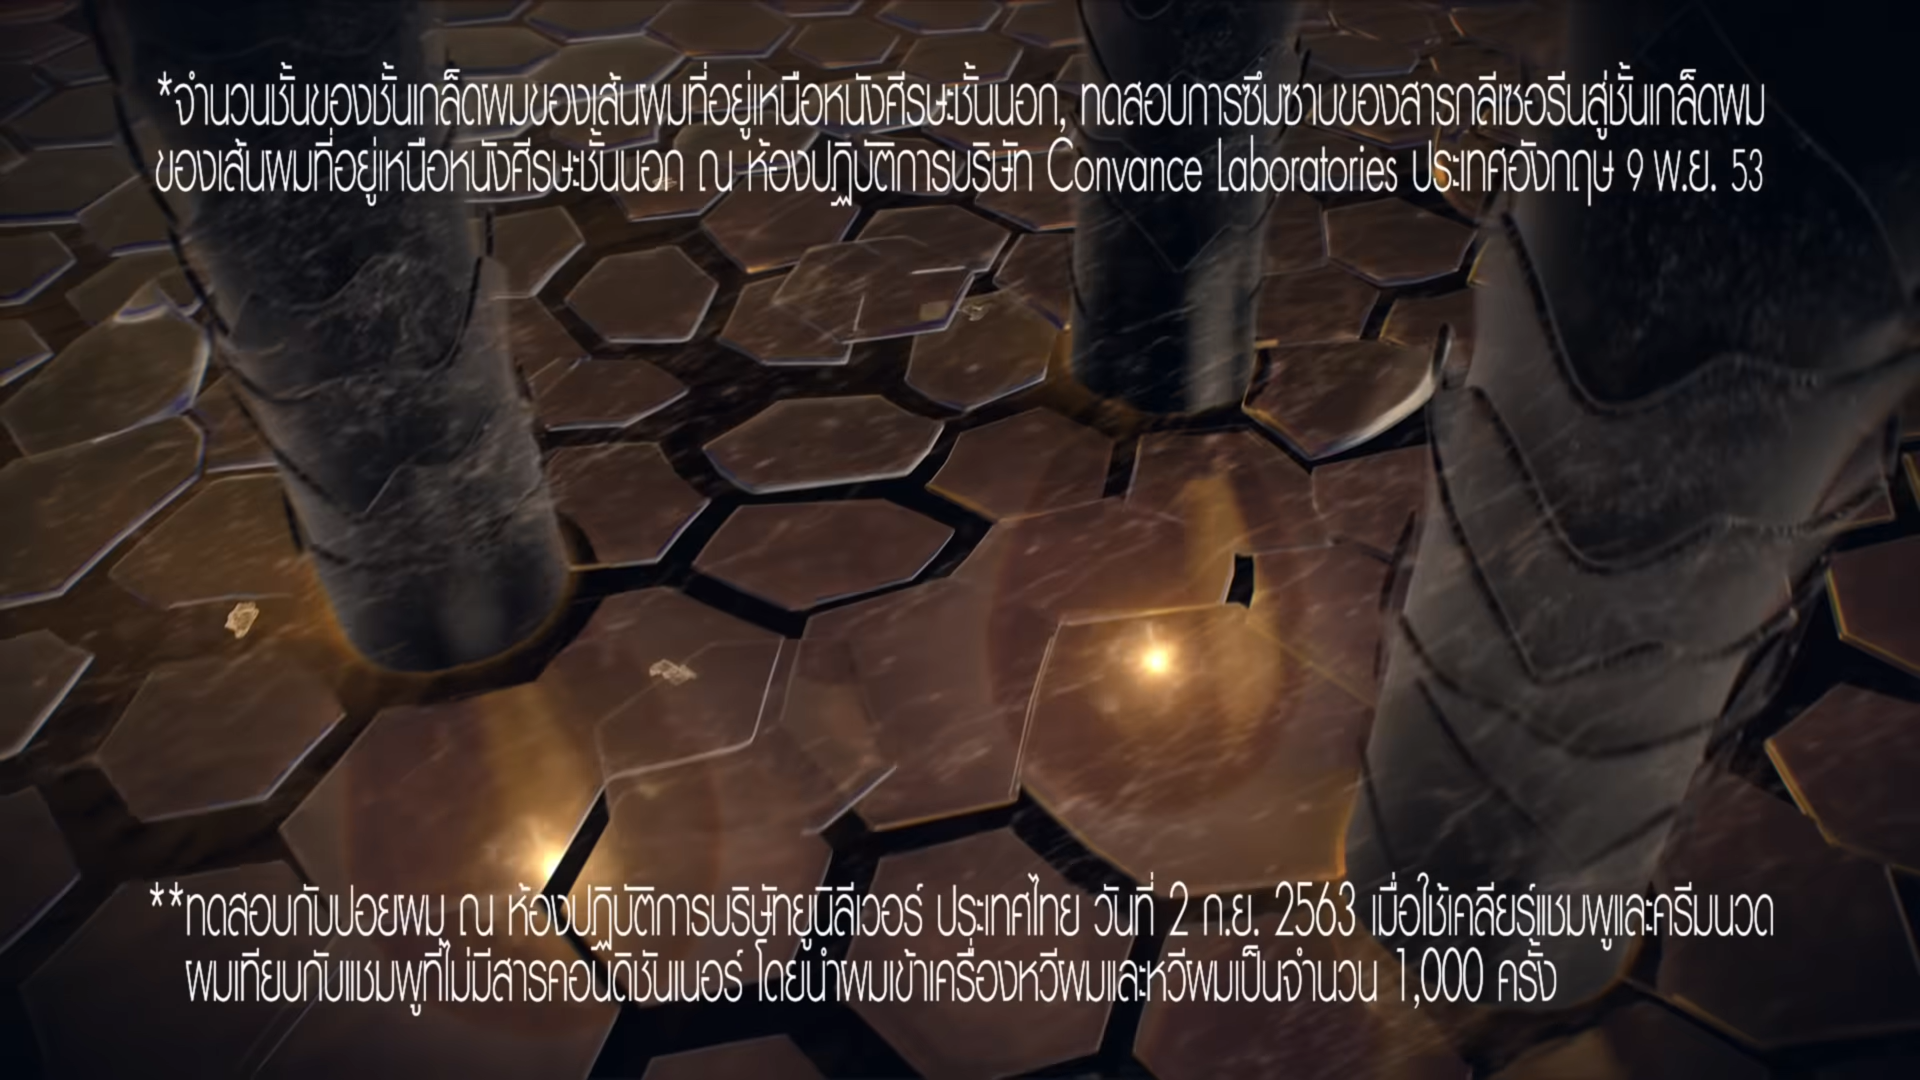 *จำนวนชั้นของชั้นเกล็ดผมของเส้นผมที่อยู่เหนือหนังศีรษะชั้นนอก, ทดสอบการซึมซาบของสารกลีเซอรีนสู่ชั้นเกล็ดผม
ของเส้นผมที่อยู่เหนือหนังศีรษะชั้นนอก ณ ห้องปฏิบัติการบริษัท Convance Laboratories ประเทศอังกฤษ 9 พ.ย. 53
**ทดสอบกับปอยผม ณ ห้องปฏิบัติการบริษัทยูนิลีเวอร์ ประเทศไทย วันที่ 2 ก.ย. 2563 เมื่อใช้เคลียร์แชมพูและครีมนวด
ผมเทียบกับแชมพูที่ไม่มีสารคอนดิชันเนอร์ โดยนำผมเข้าเครื่องหวีผมและหวีผมเป็นจำนวน 1,000 ครั้ง